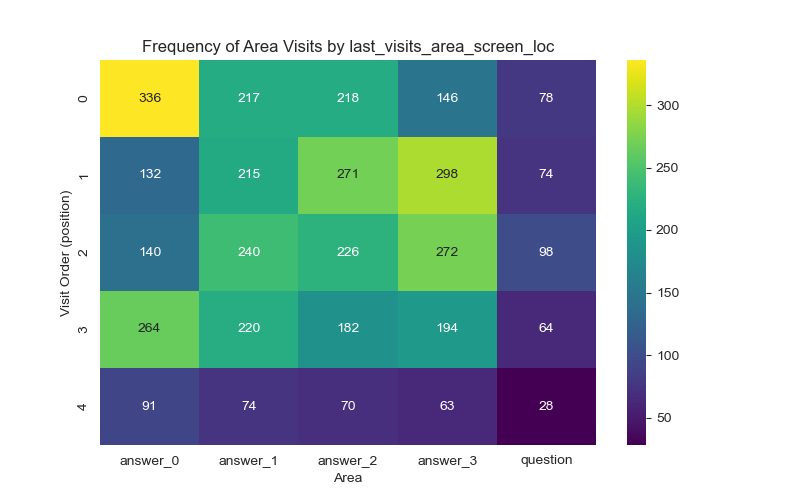 Frequency of Area Visits by last_visits_area_screen_loc
Visit Order (position)
0 336 217 218 146 78
1 132 215 271 298 74
2 140 240 226 272 98
3 264 220 182 194 64
4 91 74 70 63 28
answer_0 answer_1 answer_2 answer_3 question
Area
300
250
200
150
100
50